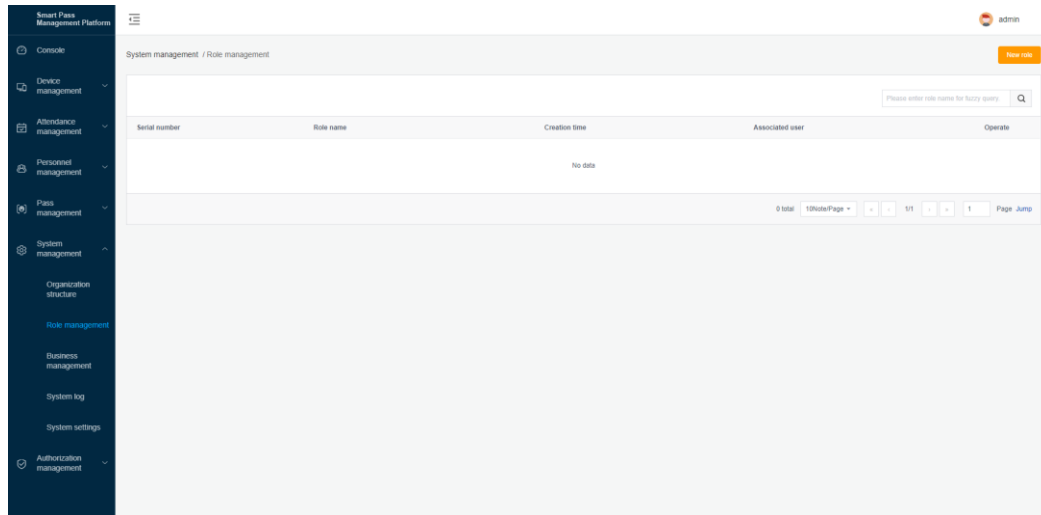 Smart Pass
Management Platform
admin
Console
System management / Role management
New role
Device
management
Please enter role name for fuzzy query
Attendance
management
Serial number Role name Creation time Associated user Operate
Personnel
management
No data
Pass
management
0 total 10Note/Page « ‹ 1/1 › » 1 Page Jump
System
management
Organization
structure
Role management
Business
management
System log
System settings
Authorization
management